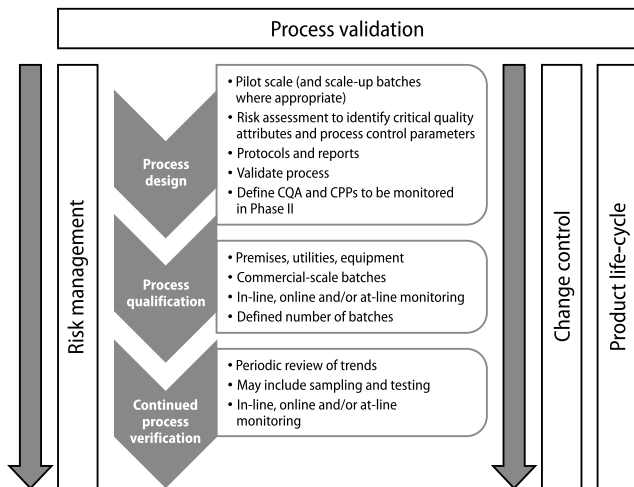 Process validation
Risk management
Process
design
• Pilot scale (and scale-up batches
where appropriate)
• Risk assessment to identify critical quality
attributes and process control parameters
• Protocols and reports
• Validate process
• Define CQA and CPPs to be monitored
in Phase II
Process
qualification
• Premises, utilities, equipment
• Commercial-scale batches
• In-line, online and/or at-line monitoring
• Defined number of batches
Continued
process
verification
• Periodic review of trends
• May include sampling and testing
• In-line, online and/or at-line
monitoring
Change control
Product life-cycle